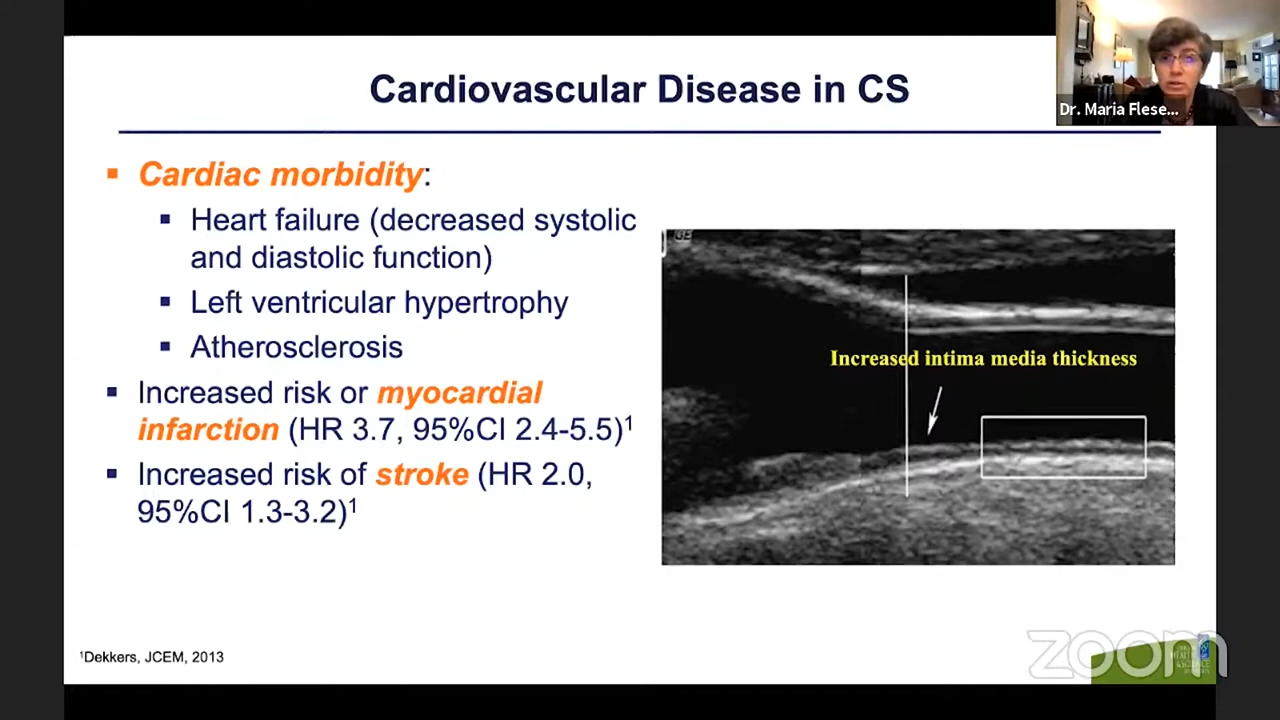 Cardiovascular Disease in CS
Dr. Maria Flese...
Cardiac morbidity:
Heart failure (decreased systolic
and diastolic function)
Left ventricular hypertrophy
Atherosclerosis
Increased risk or myocardial
infarction (HR 3.7, 95%CI 2.4-5.5)¹
Increased risk of stroke (HR 2.0,
95%CI 1.3-3.2)¹
GE
Increased intima media thickness
¹Dekkers, JCEM, 2013
zoom
HEALTH
&SCIENCE